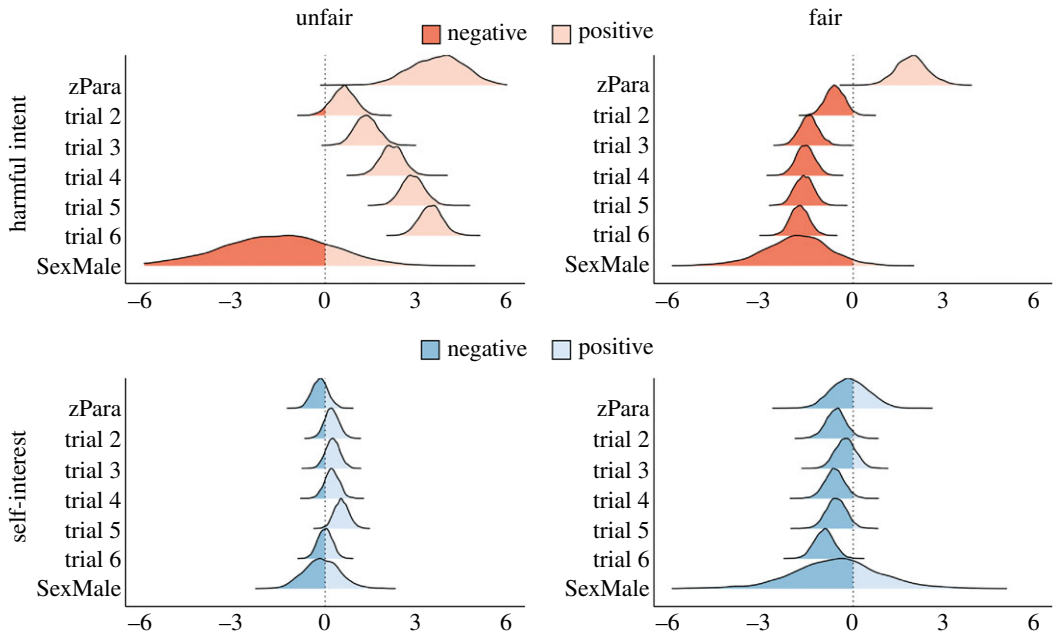 unfair fair
negative positive
harmful intent
zPara zPara
trial 2 trial 2
trial 3 trial 3
trial 4 trial 4
trial 5 trial 5
trial 6 trial 6
SexMale SexMale
–6 –3 0 3 6 –6 –3 0 3 6
negative positive
self-interest
zPara zPara
trial 2 trial 2
trial 3 trial 3
trial 4 trial 4
trial 5 trial 5
trial 6 trial 6
SexMale SexMale
–6 –3 0 3 6 –6 –3 0 3 6